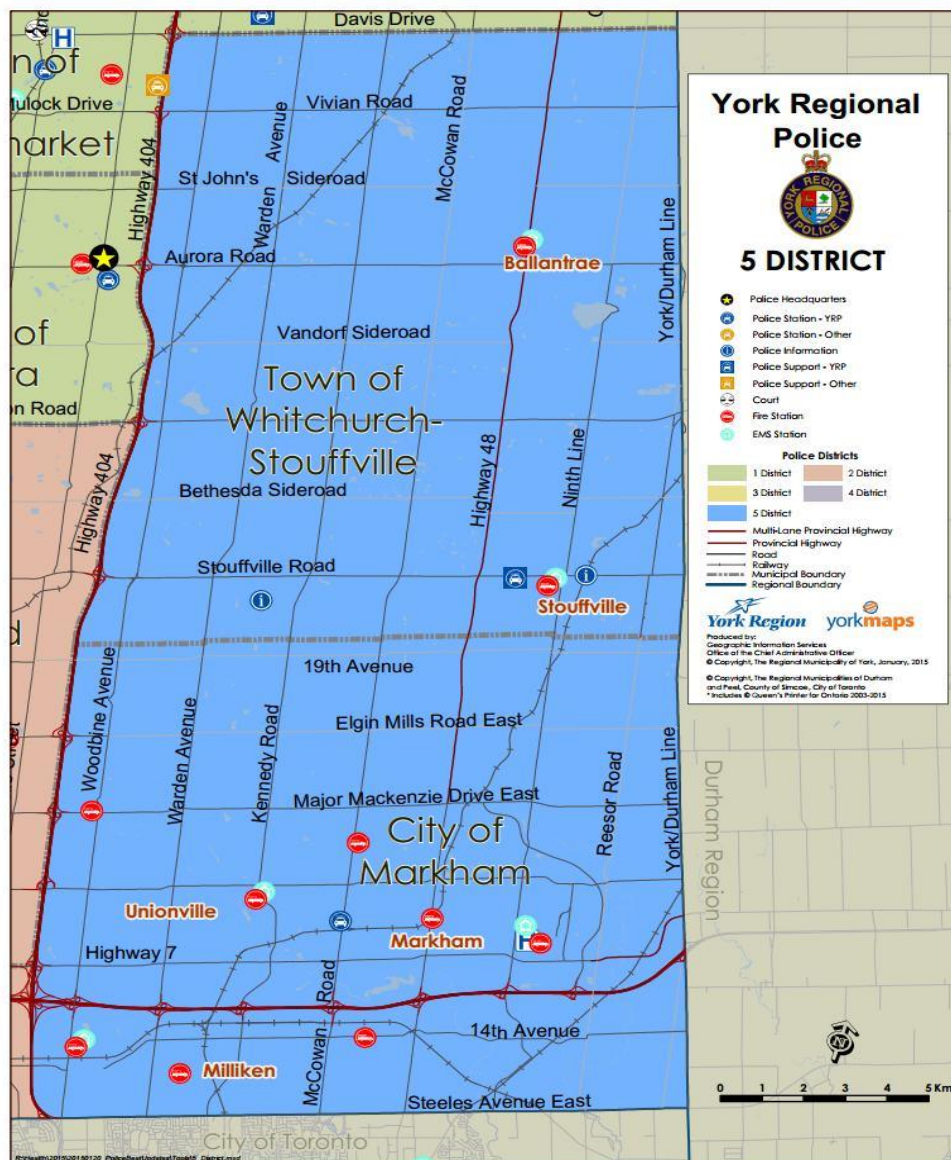 Davis Drive
H
n of
Mulock Drive
Vivian Road
market
Highway 404
Warden Avenue
McCowan Road
St John's Sideroad
Aurora Road
Ballantrae
York/Durham Line
of
ra
Vandorf Sideroad
on Road
Town of
Whitchurch-
Stouffville
Highway 404
Highway 48
Ninth Line
Bethesda Sideroad
Stouffville Road
Stouffville
d
19th Avenue
Woodbine Avenue
Warden Avenue
Kennedy Road
Elgin Mills Road East
Reesor Road
York/Durham Line
Durham Region
Major Mackenzie Drive East
City of
Markham
Unionville
Markham
H
Highway 7
McCowan Road
14th Avenue
Milliken
Steeles Avenue East
City of Toronto
York Regional
Police
YORK REGIONAL
POLICE
5 DISTRICT
Police Headquarters
Police Station - YRP
Police Station - Other
Police Information
Police Support - YRP
Police Support - Other
Court
Fire Station
EMS Station
Police Districts
1 District 2 District
3 District 4 District
5 District
Multi-Lane Provincial Highway
Provincial Highway
Road
Railway
Municipal Boundary
Regional Boundary
York Region yorkmaps
Produced by:
Geographic Information Services
Office of the Chief Administrative Officer
© Copyright, The Regional Municipality of York, January, 2015
© Copyright, The Regional Municipalities of Durham
and Peel, County of Simcoe, City of Toronto
* Includes © Queen's Printer for Ontario 2003-2015
N
0 1 2 3 4 5 Km